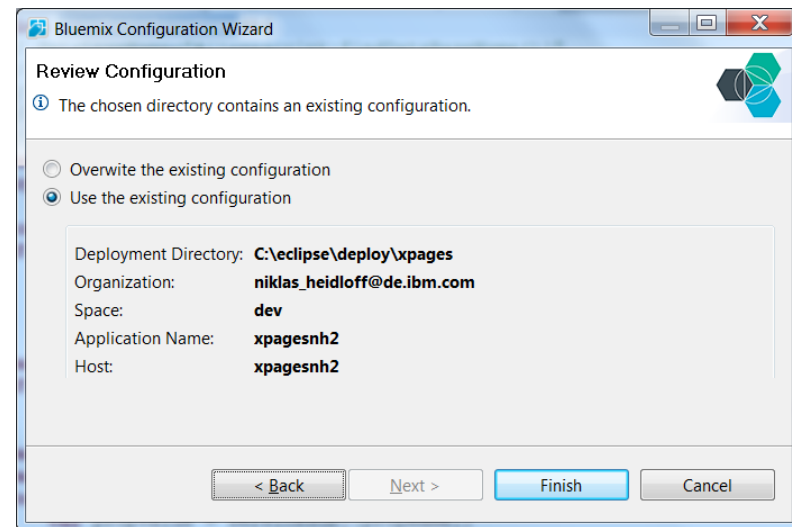 Bluemix Configuration Wizard
Review Configuration
The chosen directory contains an existing configuration.
Overwite the existing configuration
Use the existing configuration
Deployment Directory: C:\eclipse\deploy\xpages
Organization: niklas_heidloff@de.ibm.com
Space: dev
Application Name: xpagesnh2
Host: xpagesnh2
< Back Next > Finish Cancel